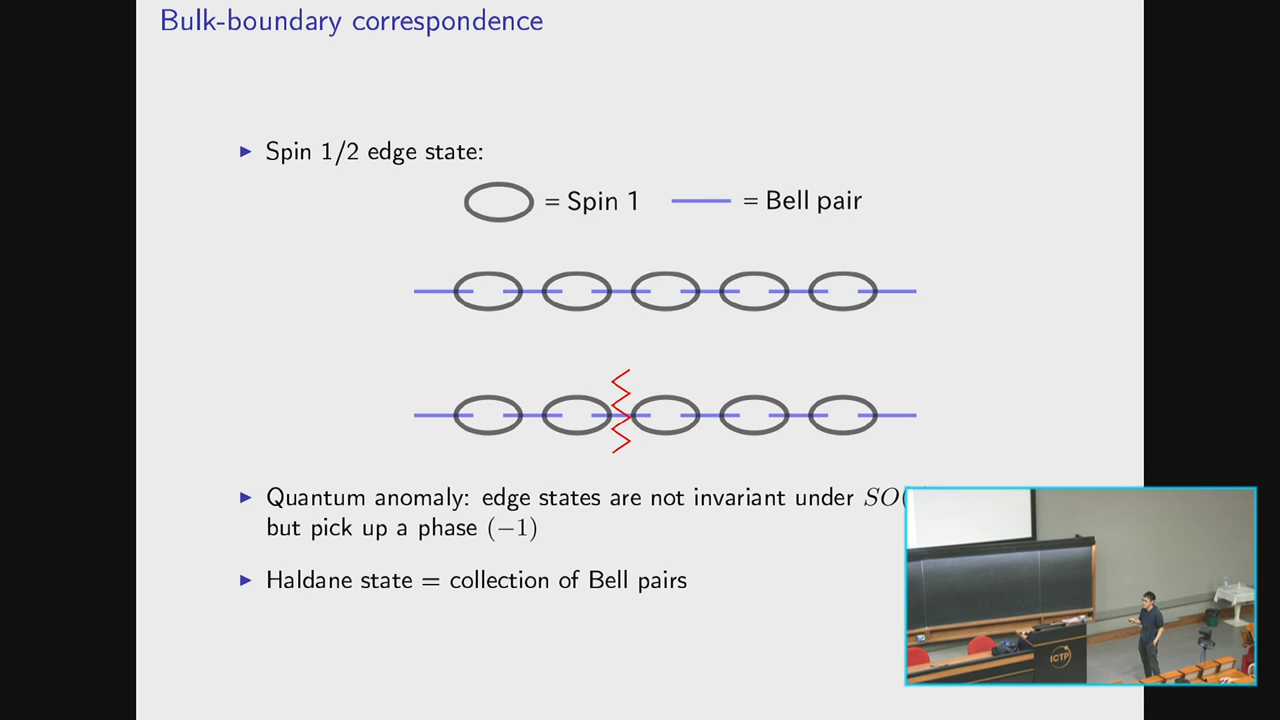 Bulk-boundary correspondence
▶ Spin 1/2 edge state:
= Spin 1 = Bell pair
▶ Quantum anomaly: edge states are not invariant under SO(
but pick up a phase (−1)
▶ Haldane state = collection of Bell pairs
ICTP